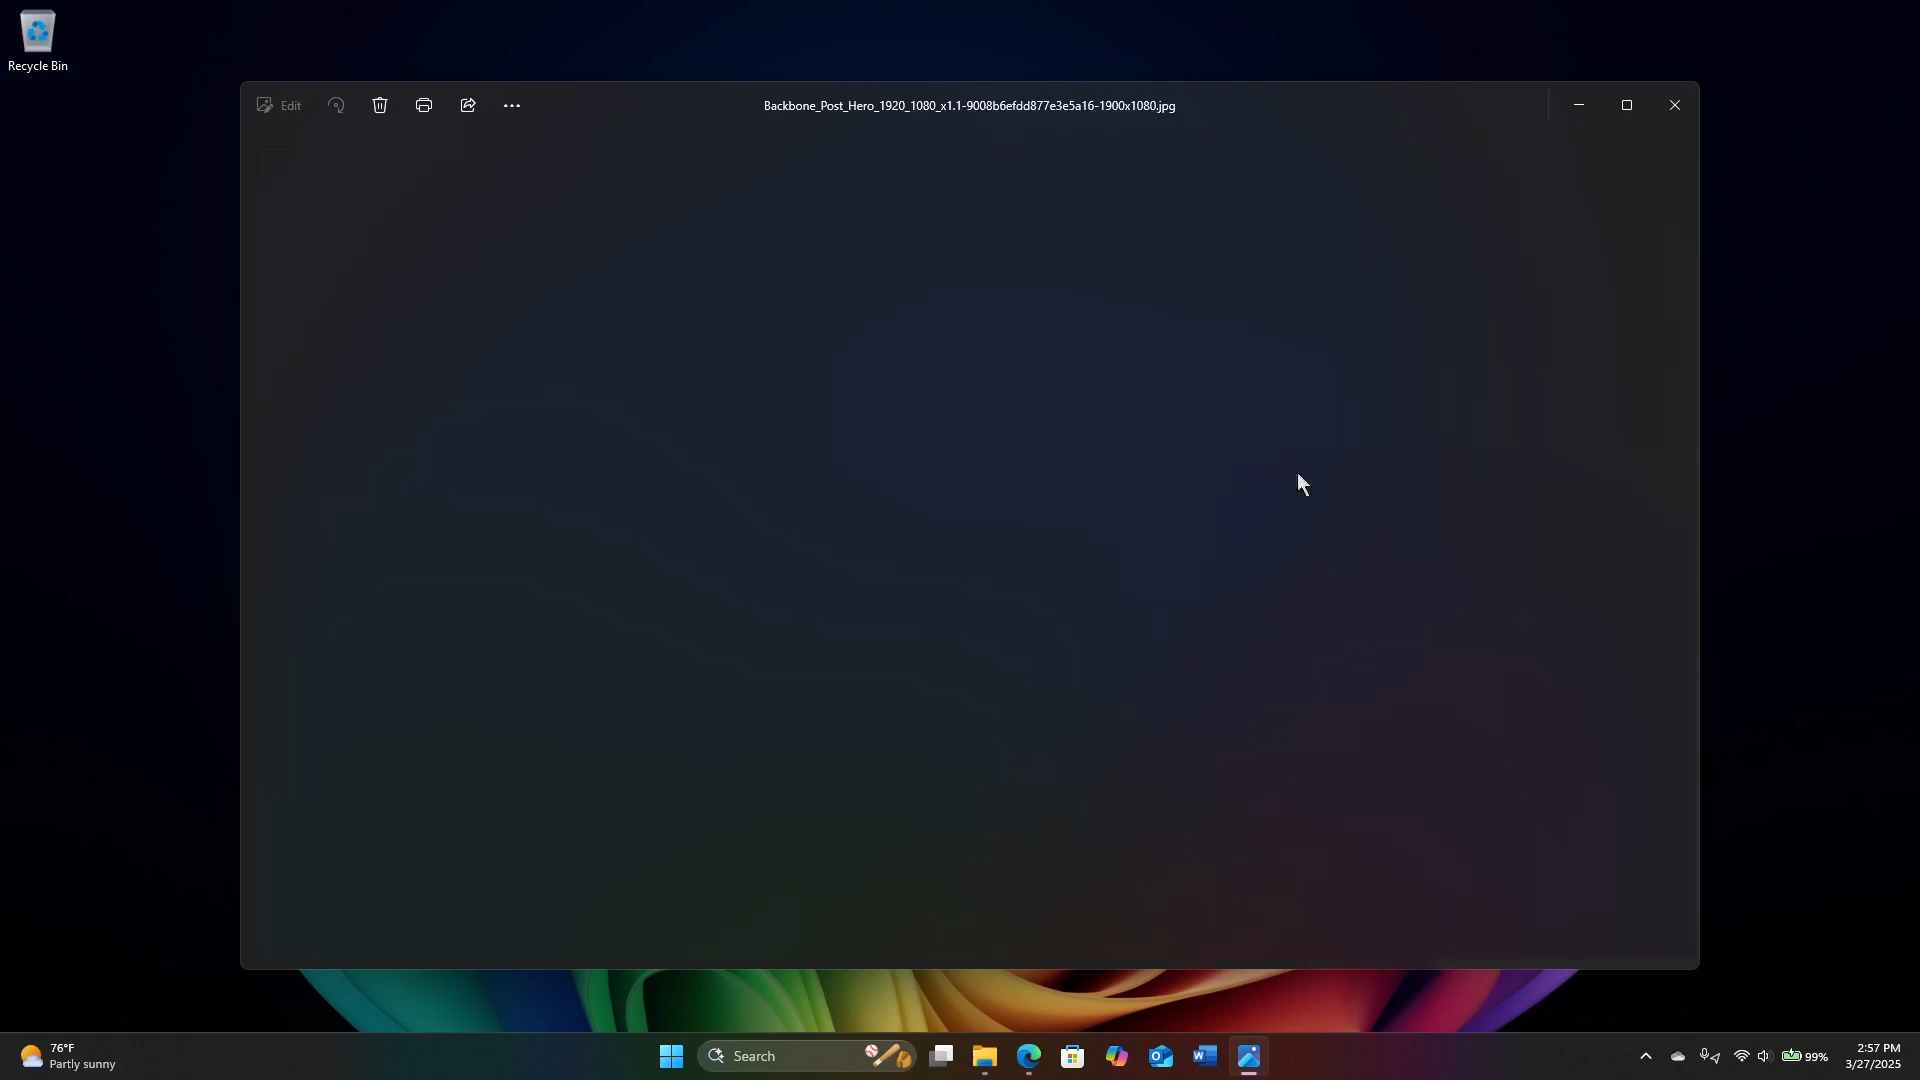 Recycle Bin
Edit
Backbone_Post_Hero_1920_1080_x1.1-9008b6efdd877e3e5a16-1900x1080.jpg
76°F
Partly sunny
Search
99%
2:57 PM
3/27/2025